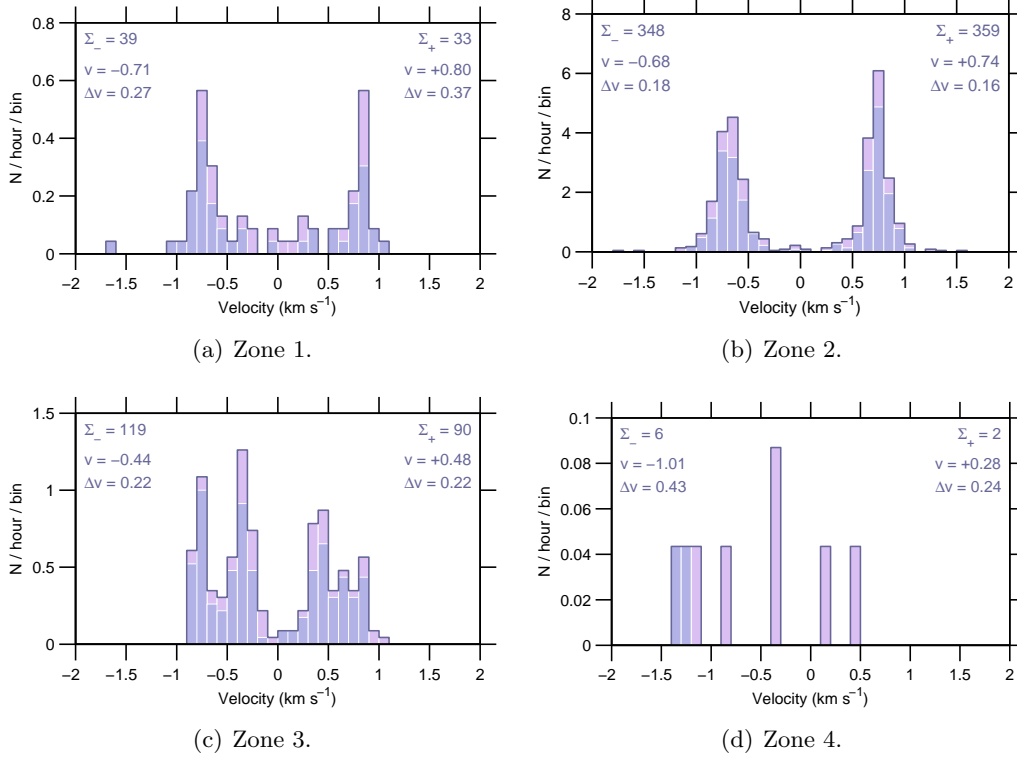 0.8
0.6
0.4
0.2
0
N / hour / bin
Σ− = 39
v = −0.71
Δv = 0.27
Σ+ = 33
v = +0.80
Δv = 0.37
−2 −1.5 −1 −0.5 0 0.5 1 1.5 2
Velocity (km s−1)
(a) Zone 1.
8
6
4
2
0
N / hour / bin
Σ− = 348
v = −0.68
Δv = 0.18
Σ+ = 359
v = +0.74
Δv = 0.16
−2 −1.5 −1 −0.5 0 0.5 1 1.5 2
Velocity (km s−1)
(b) Zone 2.
1.5
1
0.5
0
N / hour / bin
Σ− = 119
v = −0.44
Δv = 0.22
Σ+ = 90
v = +0.48
Δv = 0.22
−2 −1.5 −1 −0.5 0 0.5 1 1.5 2
Velocity (km s−1)
(c) Zone 3.
0.1
0.08
0.06
0.04
0.02
0
N / hour / bin
Σ− = 6
v = −1.01
Δv = 0.43
Σ+ = 2
v = +0.28
Δv = 0.24
−2 −1.5 −1 −0.5 0 0.5 1 1.5 2
Velocity (km s−1)
(d) Zone 4.